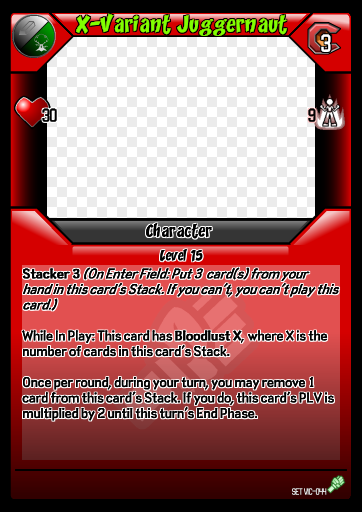 X-Variant Juggernaut
3
30
9
Character
Level 15
Stacker 3 (On Enter Field: Put 3 card(s) from your
hand in this card's Stack. If you can't, you can't play this
card.)
While In Play: This card has Bloodlust X, where X is the
number of cards in this card's Stack.
Once per round, during your turn, you may remove 1
card from this card's Stack. If you do, this card's PLV is
multiplied by 2 until this turn's End Phase.
SET VIC-044